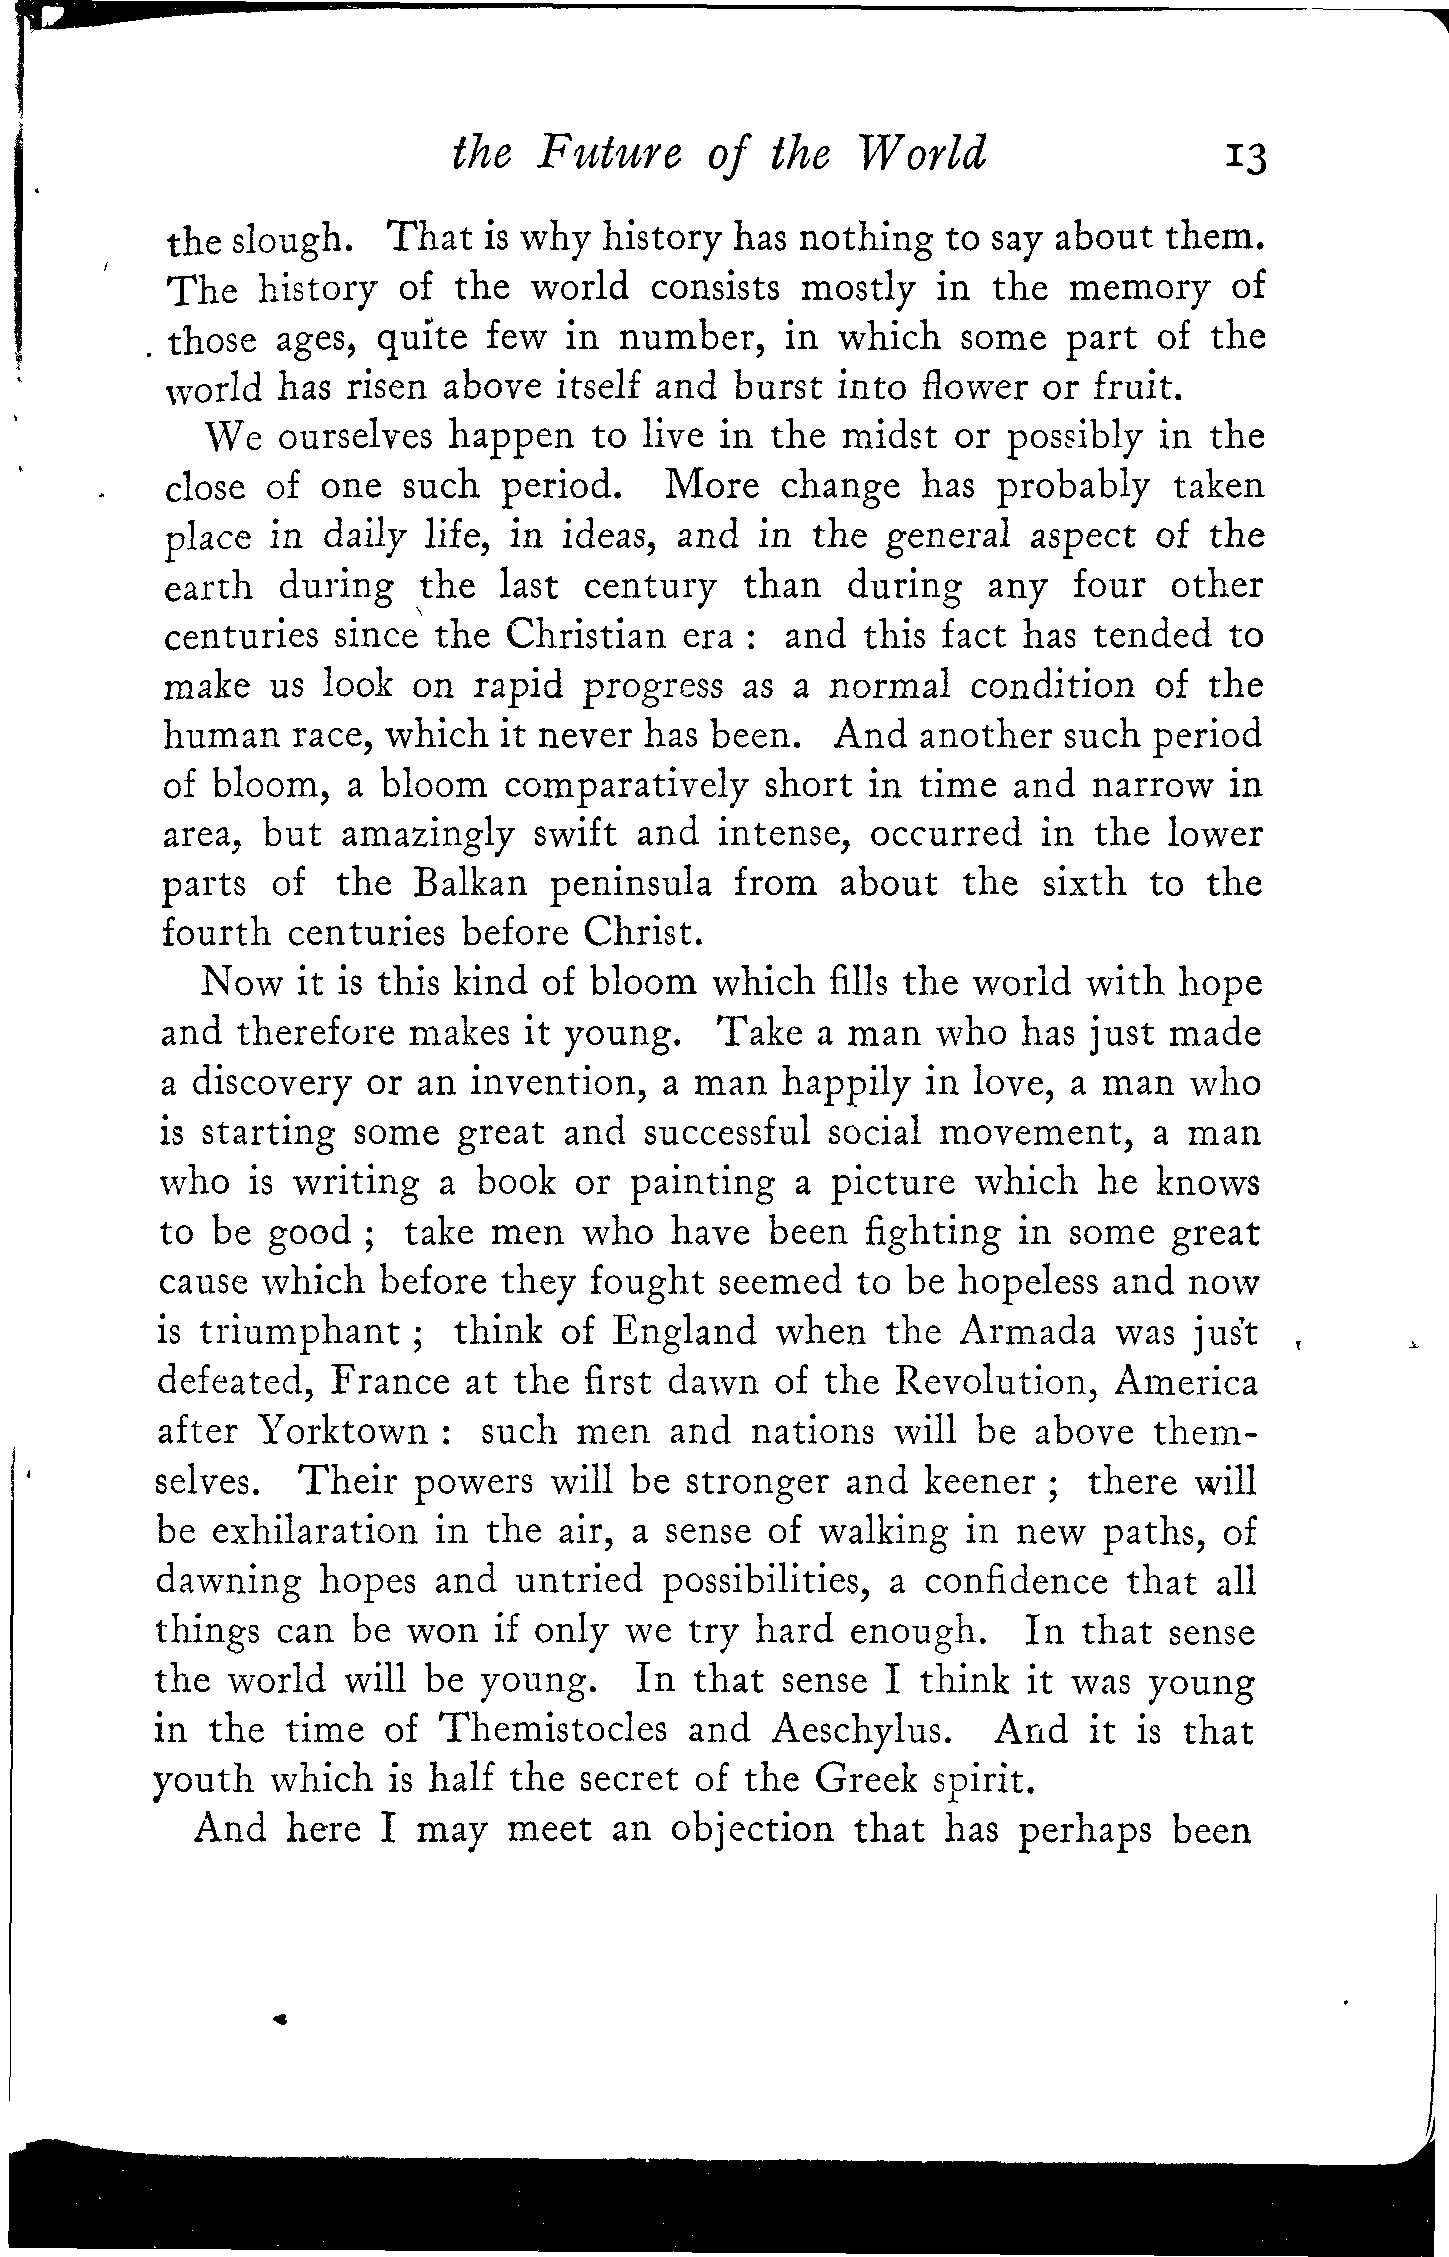 the Future of the World 13
the slough. That is why history has nothing to say about them.
The history of the world consists mostly in the memory of
those ages, quite few in number, in which some part of the
world has risen above itself and burst into flower or fruit.
We ourselves happen to live in the midst or possibly in the
close of one such period. More change has probably taken
place in daily life, in ideas, and in the general aspect of the
earth during the last century than during any four other
centuries since the Christian era : and this fact has tended to
make us look on rapid progress as a normal condition of the
human race, which it never has been. And another such period
of bloom, a bloom comparatively short in time and narrow in
area, but amazingly swift and intense, occurred in the lower
parts of the Balkan peninsula from about the sixth to the
fourth centuries before Christ.
Now it is this kind of bloom which fills the world with hope
and therefore makes it young. Take a man who has just made
a discovery or an invention, a man happily in love, a man who
is starting some great and successful social movement, a man
who is writing a book or painting a picture which he knows
to be good ; take men who have been fighting in some great
cause which before they fought seemed to be hopeless and now
is triumphant ; think of England when the Armada was just
defeated, France at the first dawn of the Revolution, America
after Yorktown : such men and nations will be above them-
selves. Their powers will be stronger and keener ; there will
be exhilaration in the air, a sense of walking in new paths, of
dawning hopes and untried possibilities, a confidence that all
things can be won if only we try hard enough. In that sense
the world will be young. In that sense I think it was young
in the time of Themistocles and Aeschylus. And it is that
youth which is half the secret of the Greek spirit.
And here I may meet an objection that has perhaps been